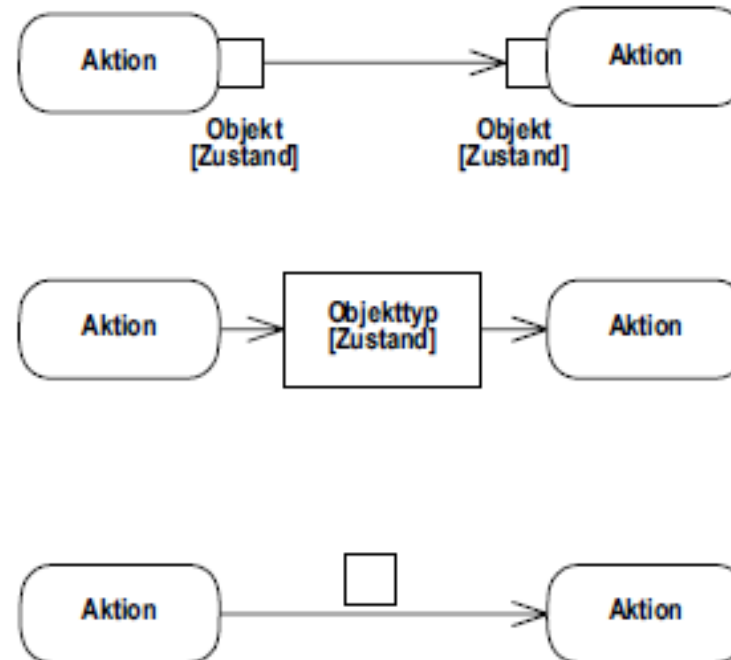 Aktion
Aktion
Objekt
[Zustand]
Objekt
[Zustand]
Aktion
Objekttyp
[Zustand]
Aktion
Aktion
Aktion